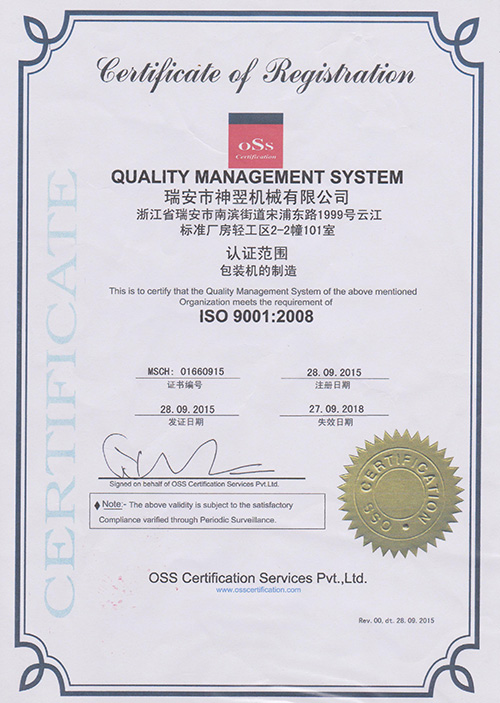 Certificate of Registration
oSs
Certification
QUALITY MANAGEMENT SYSTEM
瑞安市神翌机械有限公司
浙江省瑞安市南滨街道宋浦东路1999号云江
标准厂房轻工区2-2幢101室
认证范围
包装机的制造
This is to certify that the Quality Management System of the above mentioned
Organization meets the requirement of
ISO 9001:2008
MSCH: 01660915
28. 09. 2015
证书编号
注册日期
28. 09. 2015
27. 09. 2018
发证日期
失效日期
Signed on behalf of OSS Certification Services Pvt.Ltd.
Note:- The above validity is subject to the satisfactory
Compliance varified through Periodic Surveillance.
CERTIFICATION
OSS
OSS Certification Services Pvt.,Ltd.
www.osscertification.com
Rev. 00. dt. 28. 09. 2015
CERTIFICATE